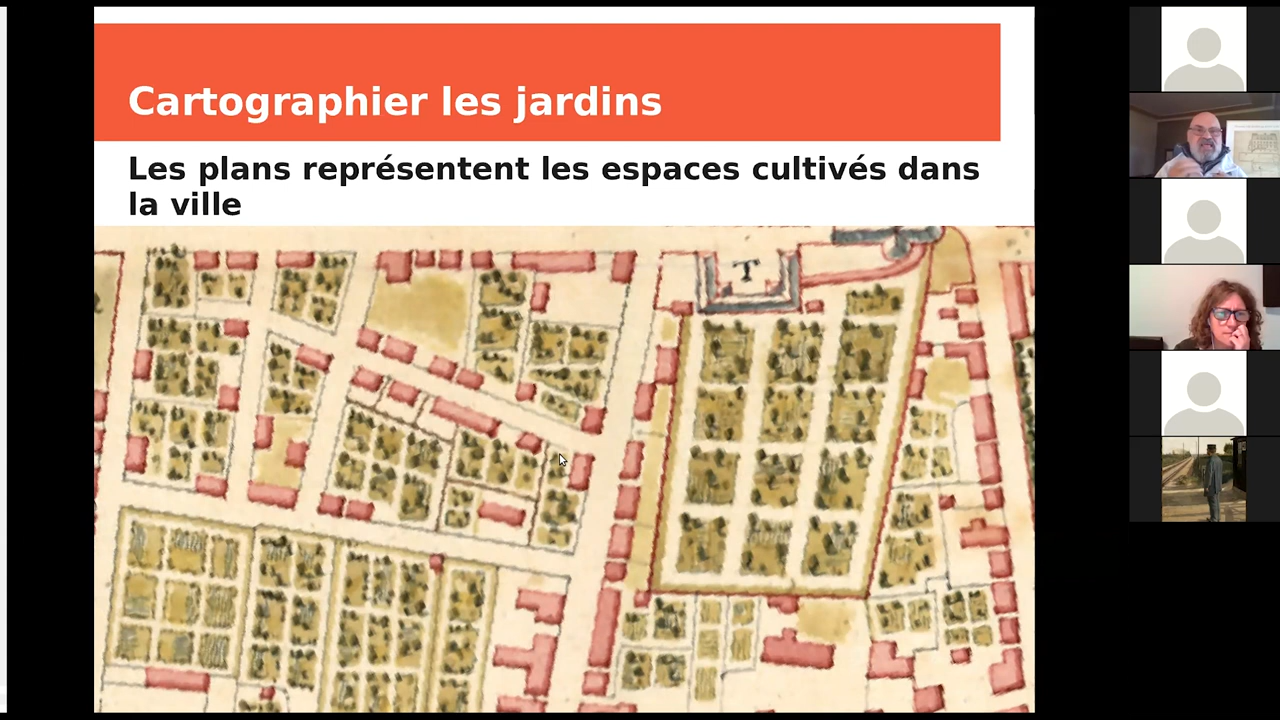 Cartographier les jardins
Les plans représentent les espaces cultivés dans
la ville
T